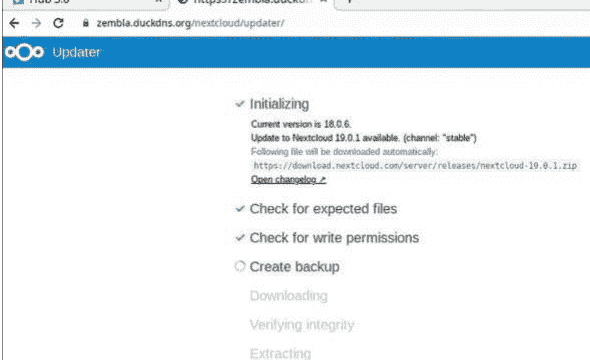 Hub 3.0
zembla.duckdns.org/nextcloud/updater/
Updater
Initializing
Current version is 18.0.6.
Update to Nextcloud 19.0.1 available. (channel: "stable")
Following file will be downloaded automatically:
https://download.nextcloud.com/server/releases/nextcloud-19.0.1.zip
Open changelog ↗
Check for expected files
Check for write permissions
Create backup
Downloading
Verifying integrity
Extracting